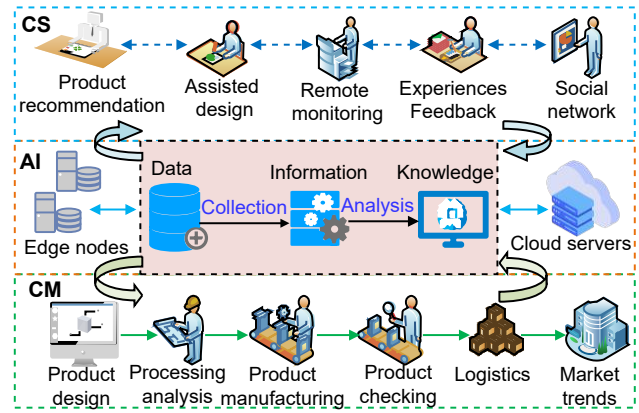 CS
Product
recommendation
Assisted
design
Remote
monitoring
Experiences
Feedback
Social
network
AI
Edge nodes
Data
Collection
Information
Analysis
Knowledge
Cloud servers
CM
Product
design
Processing
analysis
Product
manufacturing
Product
checking
Logistics
Market
trends